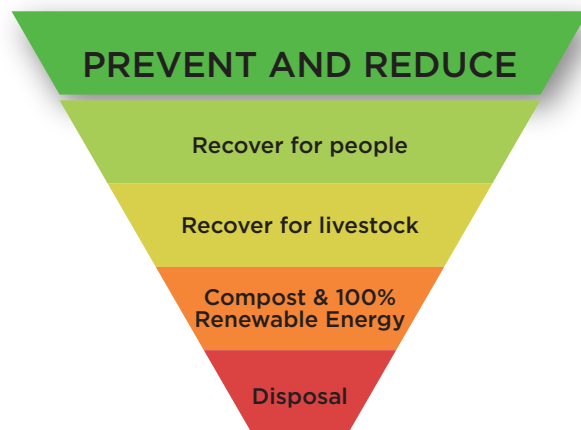 PREVENT AND REDUCE
Recover for people
Recover for livestock
Compost & 100%
Renewable Energy
Disposal